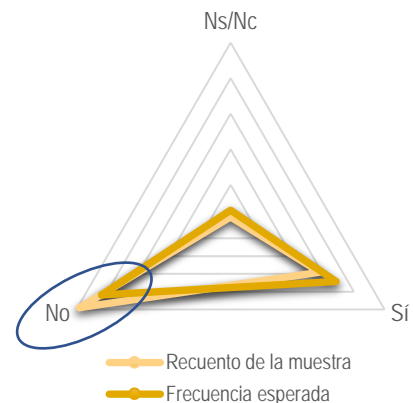 Ns/Nc
No
Sí
Recuento de la muestra
Frecuencia esperada